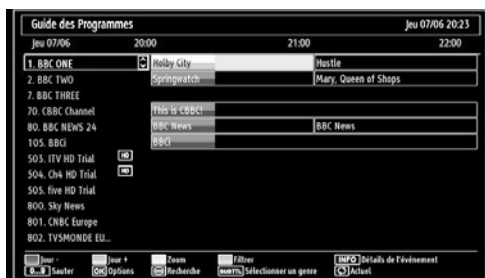 Guide des Programmes Jeu 07/06 20:23
Jeu 07/06 20:00 21:00 22:00
1. BBC ONE Holby City Hustle
2. BBC TWO Springwatch Mary, Queen of Shops
7. BBC THREE
70. CBBC Channel This is CBBC!
80. BBC NEWS 24 BBC News BBC News
105. BBCi BBCi
503. ITV HD Trial HD
504. Ch4 HD Trial HD
505. five HD Trial
800. Sky News
801. CNBC Europe
802. TV5MONDE EU...
Jour - Jour + Zoom Filtrer INFO Détails de l'événement
0...9 Sauter OK Options Recherche SUBTTL Sélectionner un genre Actuel